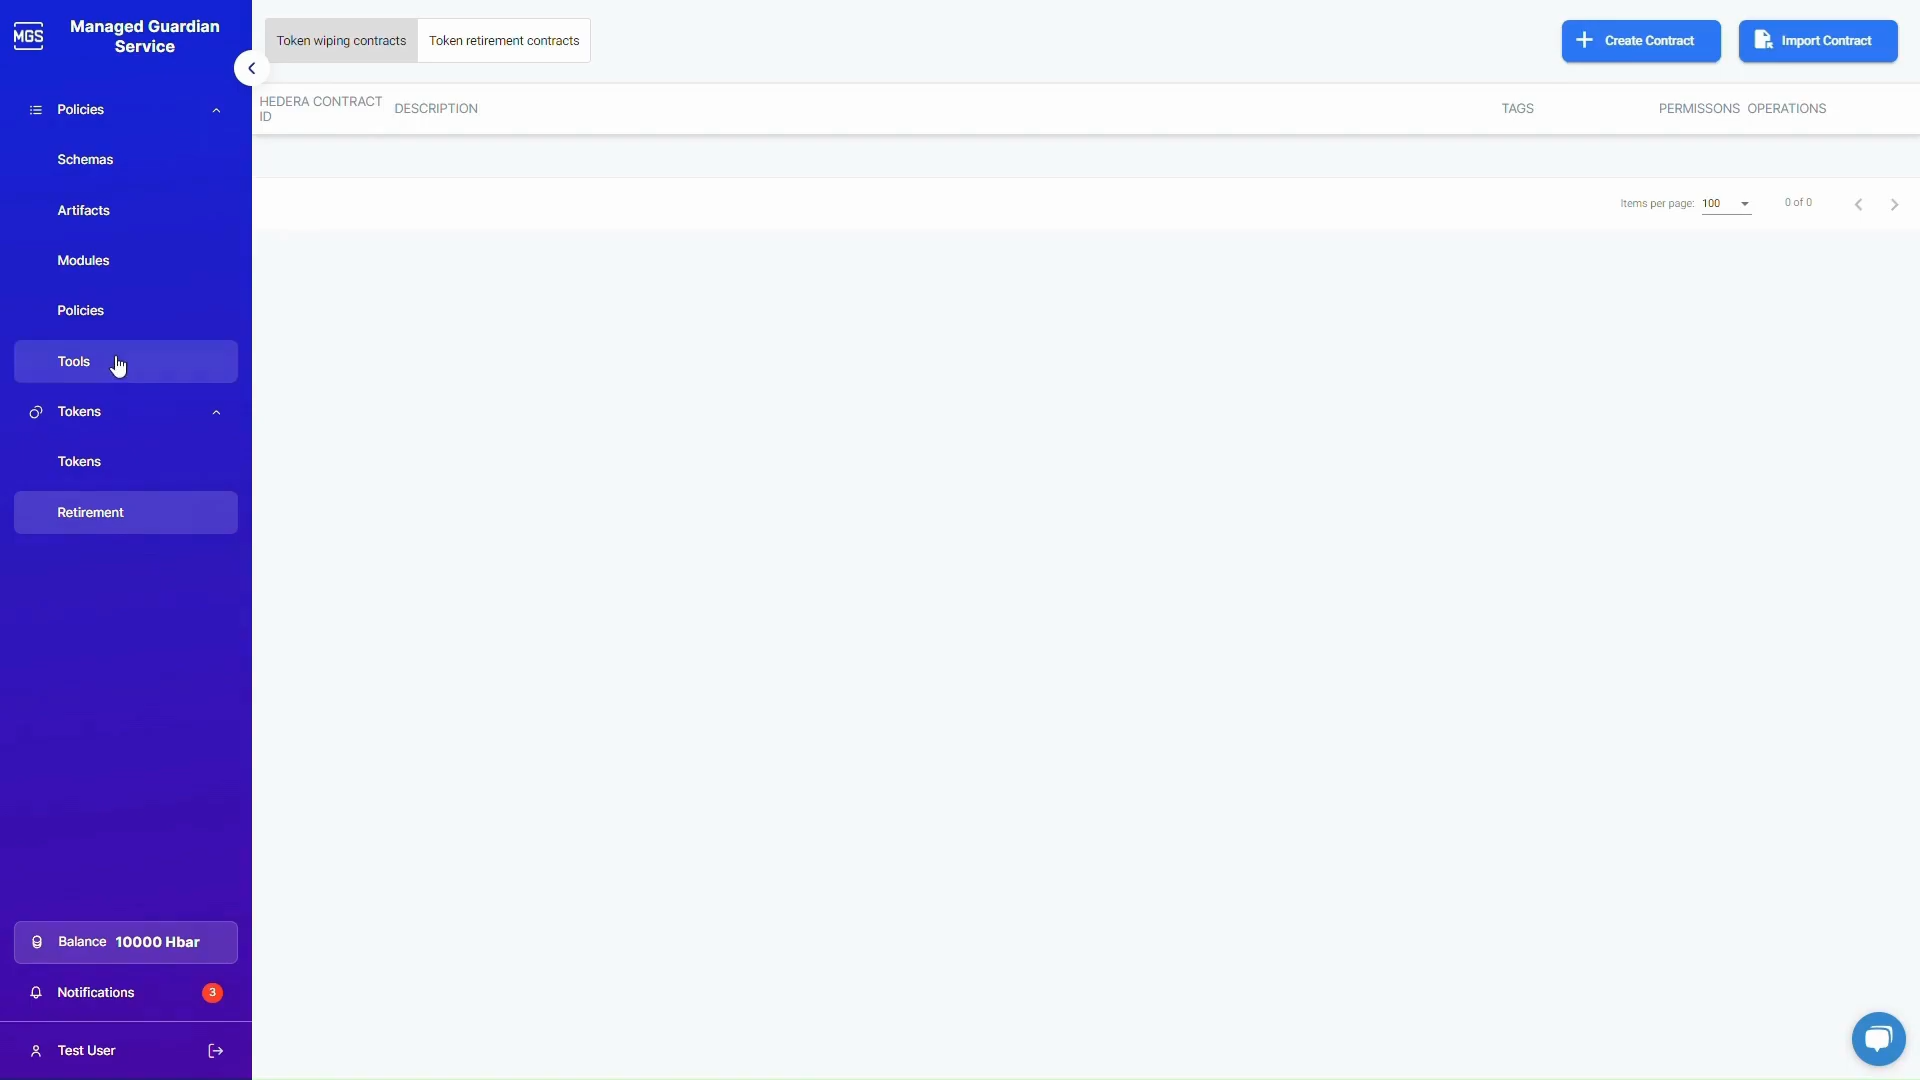 MGS
Managed Guardian
Service
Policies
Schemas
Artifacts
Modules
Policies
Tools
Tokens
Tokens
Retirement
Balance 10000 Hbar
Notifications 3
Test User
Token wiping contracts Token retirement contracts
Create Contract Import Contract
HEDERA CONTRACT
ID
DESCRIPTION TAGS PERMISSONS OPERATIONS
Items per page: 100 0 of 0